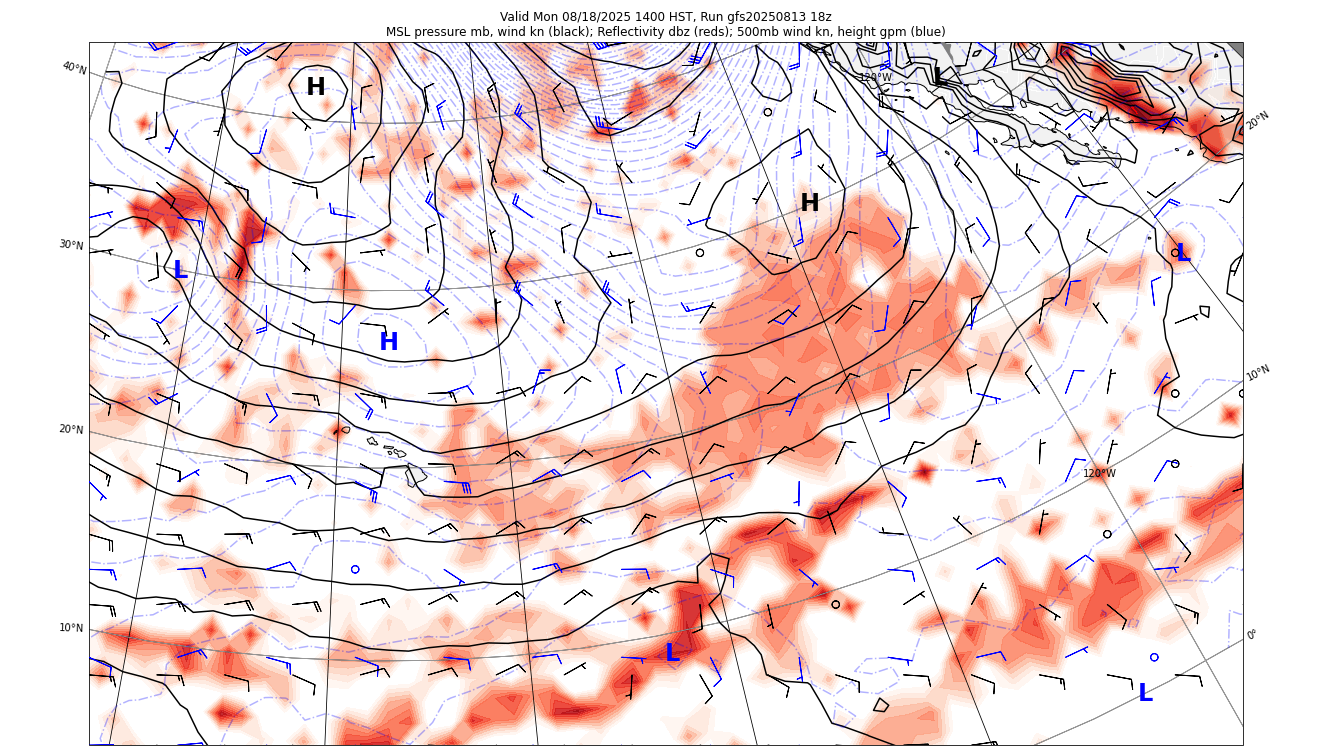 Valid Mon 08/18/2025 1400 HST, Run gfs20250813 18z
MSL pressure mb, wind kn (black); Reflectivity dbz (reds); 500mb wind kn, height gpm (blue)
40°N
H
120°W
L
20°N
H
30°N
L
L
H
10°N
20°N
120°W
10°N
0°
L
L